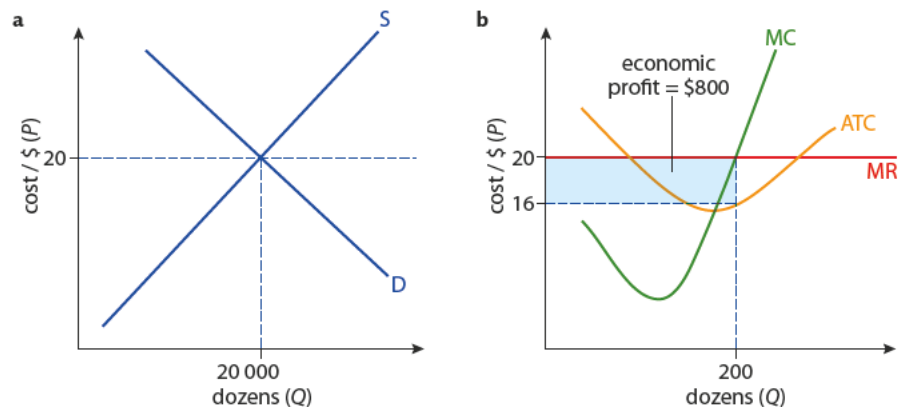 a
S
20
cost / $ (P)
D
20 000
dozens (Q)
b
MC
economic
profit = $800
ATC
20
MR
cost / $ (P)
16
200
dozens (Q)